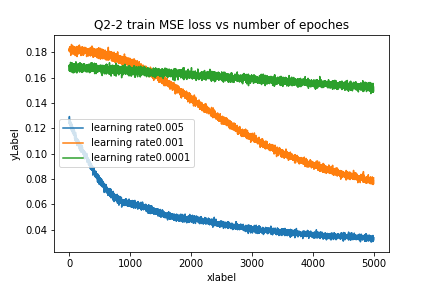 Q2-2 train MSE loss vs number of epoches
0.18
0.16
0.14
0.12
0.10
0.08
0.06
0.04
yLabel
learning rate0.005
learning rate0.001
learning rate0.0001
0 1000 2000 3000 4000 5000
xlabel